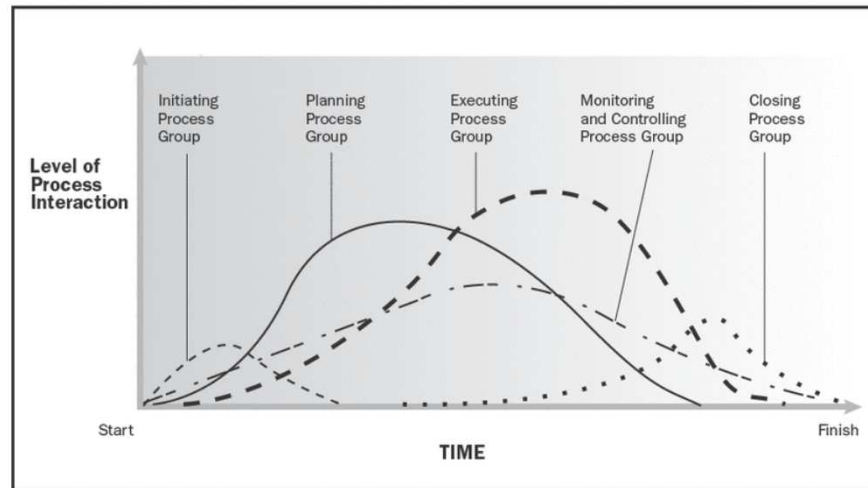 Initiating
Process
Group
Planning
Process
Group
Executing
Process
Group
Monitoring
and Controlling
Process Group
Closing
Process
Group
Level of
Process
Interaction
Start
Finish
TIME